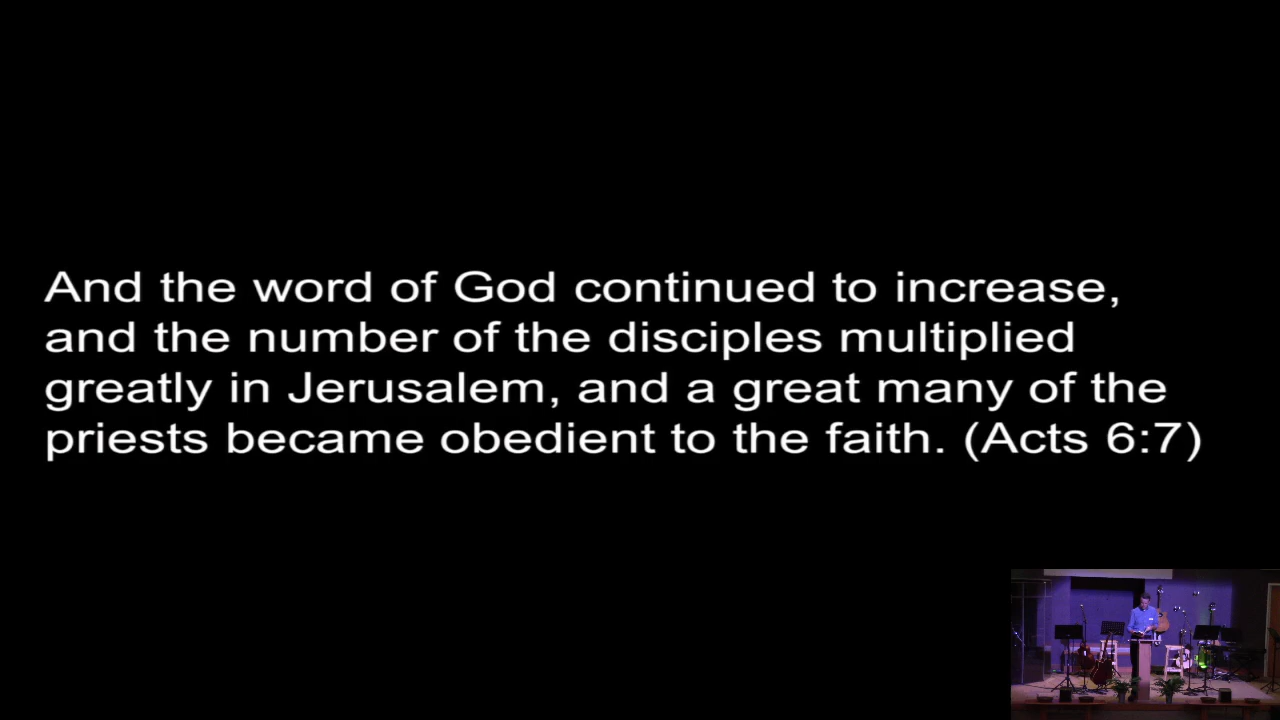 And the word of God continued to increase,
and the number of the disciples multiplied
greatly in Jerusalem, and a great many of the
priests became obedient to the faith. (Acts 6:7)